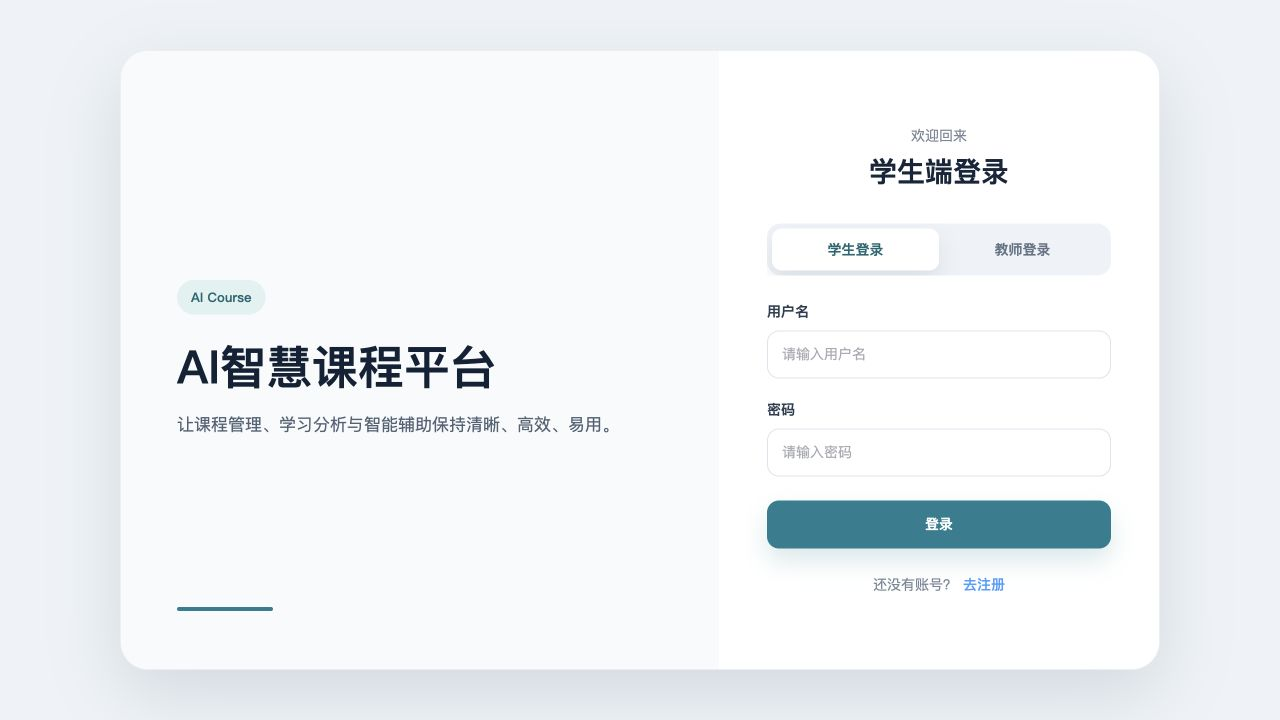 AI Course
AI智慧课程平台
让课程管理、学习分析与智能辅助保持清晰、高效、易用。
欢迎回来
学生端登录
学生登录 教师登录
用户名
请输入用户名
密码
请输入密码
登录
还没有账号? 去注册